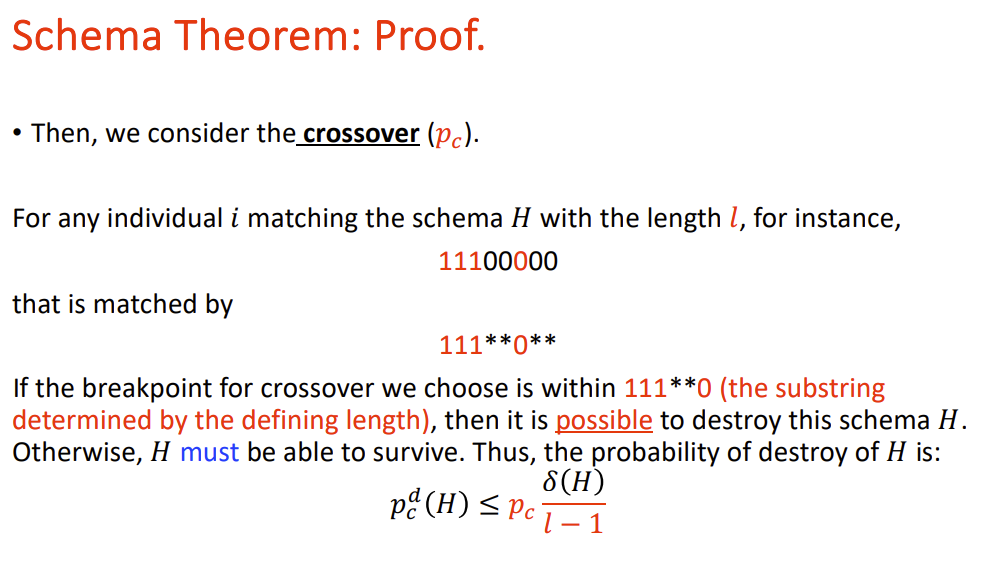 Schema Theorem: Proof.
• Then, we consider the crossover (p_c).
For any individual i matching the schema H with the length l, for instance,
11100000
that is matched by
111**0**
If the breakpoint for crossover we choose is within 111**0 (the substring
determined by the defining length), then it is possible to destroy this schema H.
Otherwise, H must be able to survive. Thus, the probability of destroy of H is:
p_c^d(H) ≤ p_c δ(H)/(l − 1)